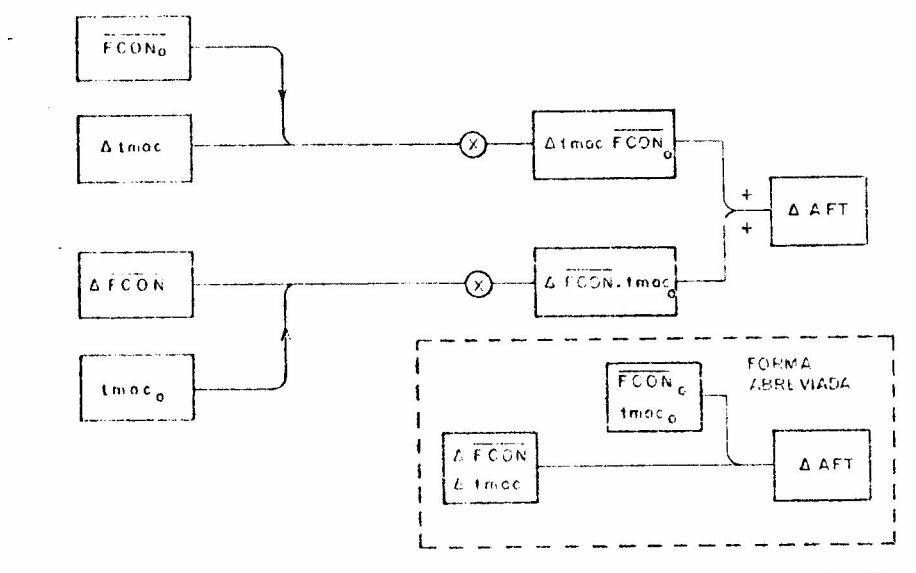 FCON₀
Δ tmac
X
Δ tmac FCON₀
+
+
Δ AFT
Δ FCON
X
Δ FCON. tmac₀
tmac₀
FORMA
ABREVIADA
FCON₀
tmac₀
Δ FCON
Δ tmac
Δ AFT